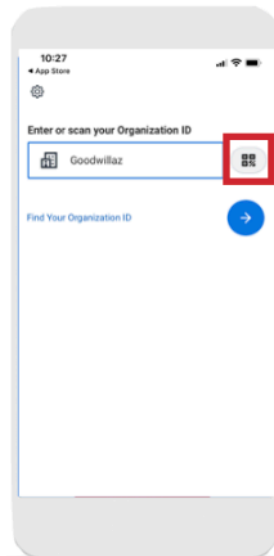 10:27
◀ App Store
Enter or scan your Organization ID
Goodwillaz
Find Your Organization ID